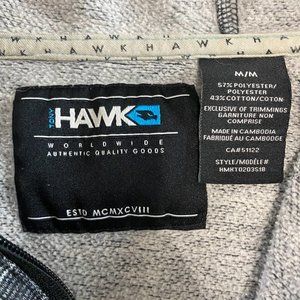 HAWK HAWK HAWK HAWK
TONY
HAWK
WORLDWIDE
AUTHENTIC QUALITY GOODS
ESTD MCMXCVIII
M/M
57% POLYESTER/
POLYESTER
43% COTTON/COTON
EXCLUSIVE OF TRIMMINGS
GARNITURE NON
COMPRISE
MADE IN CAMBODIA
FABRIQUÉ AU CAMBODGE
CA#51122
STYLE/MODÈLE#
HMKT0203518